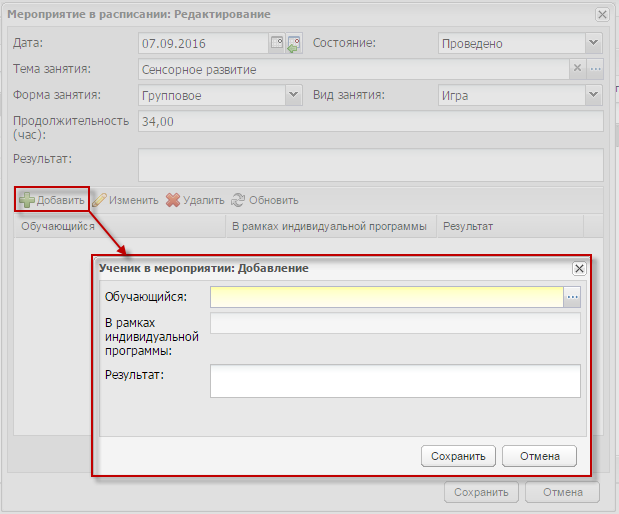 Мероприятие в расписании: Редактирование
Дата: 07.09.2016 Состояние: Проведено
Тема занятия: Сенсорное развитие
Форма занятия: Групповое Вид занятия: Игра
Продолжительность
(час): 34,00
Результат:
Добавить Изменить Удалить Обновить
Обучающийся В рамках индивидуальной программы Результат
Ученик в мероприятии: Добавление
Обучающийся:
В рамках
индивидуальной
программы:
Результат:
Сохранить Отмена
Сохранить Отмена